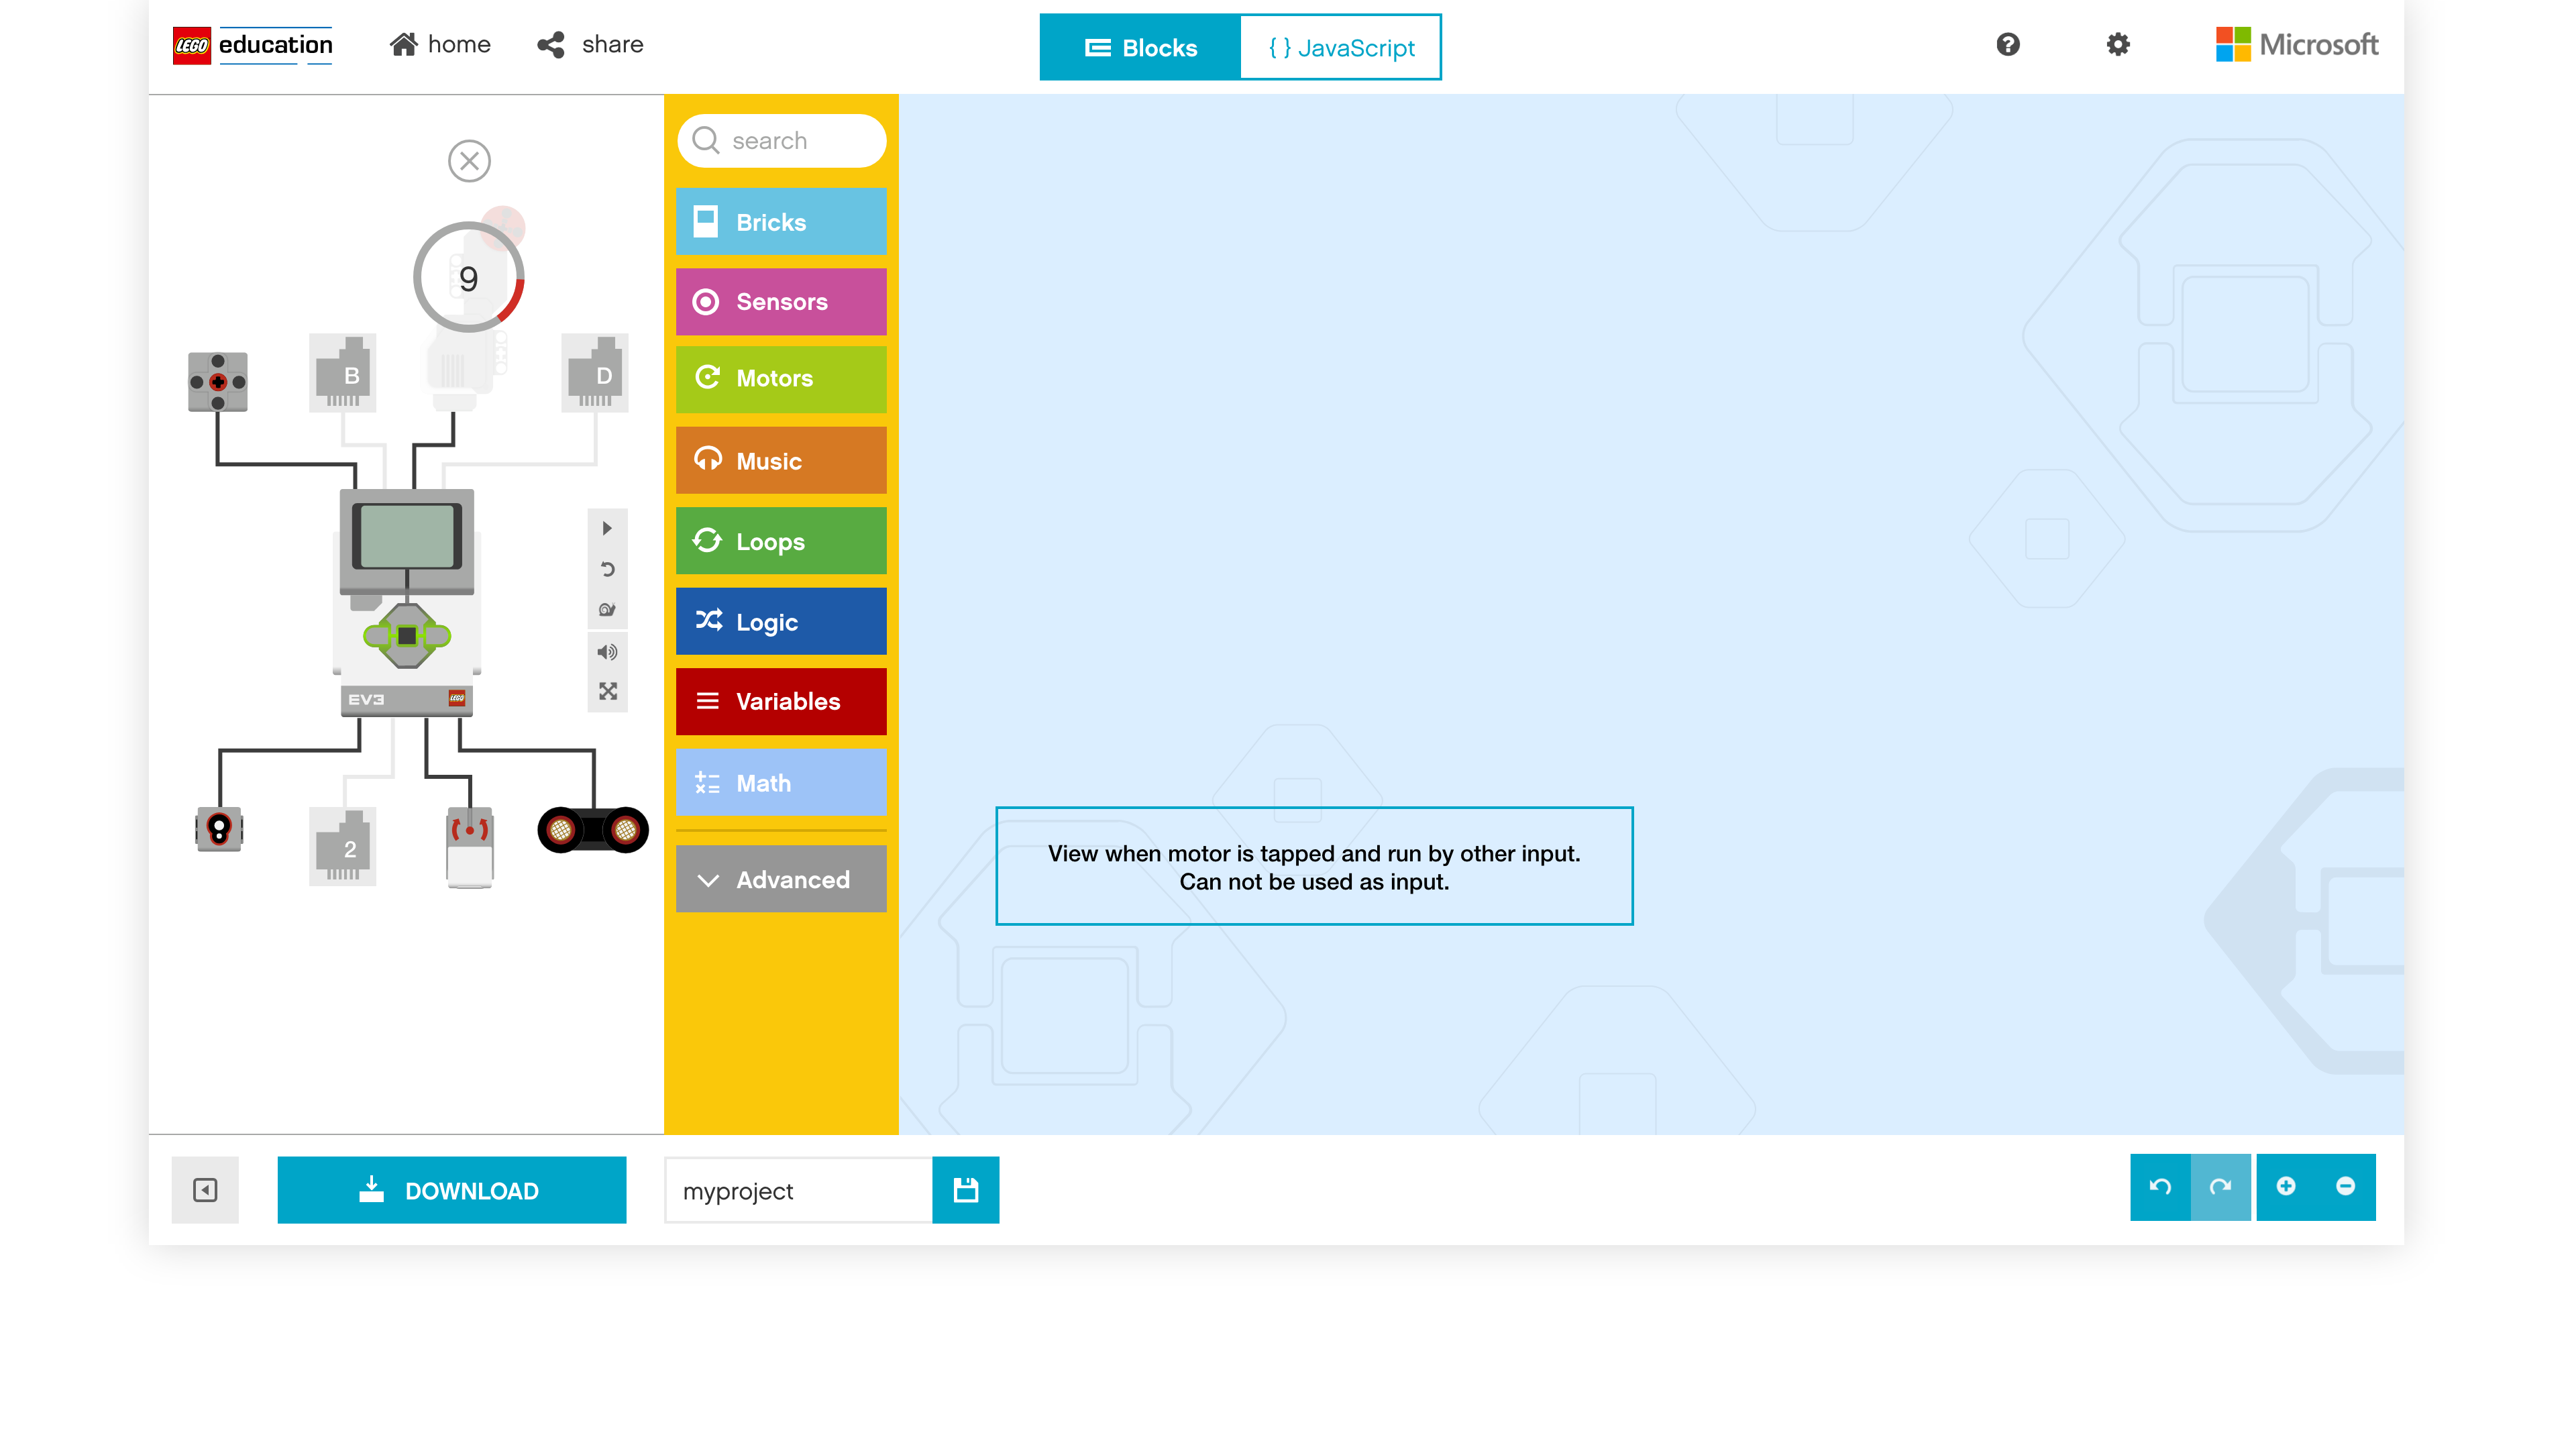 LEGO education
home
share
Blocks
{ } JavaScript
Microsoft
search
9
Bricks
Sensors
B
D
Motors
Music
Loops
Logic
EV3
LEGO
Variables
Math
2
View when motor is tapped and run by other input.
Can not be used as input.
Advanced
DOWNLOAD
myproject